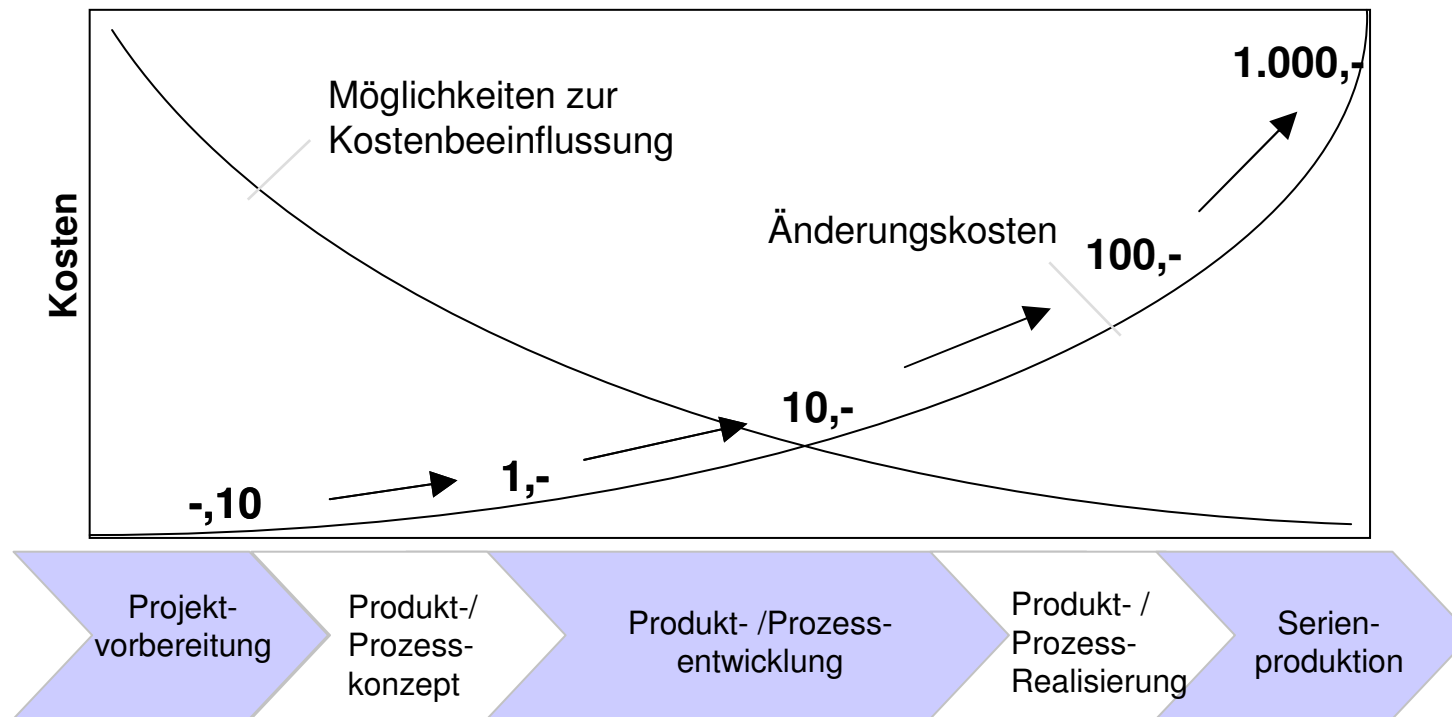 1.000,-
Möglichkeiten zur
Kostenbeeinflussung
Kosten
Änderungskosten
100,-
10,-
1,-
-,10
Projekt-
vorbereitung
Produkt-/
Prozess-
konzept
Produkt- /Prozess-
entwicklung
Produkt- /
Prozess-
Realisierung
Serien-
produktion